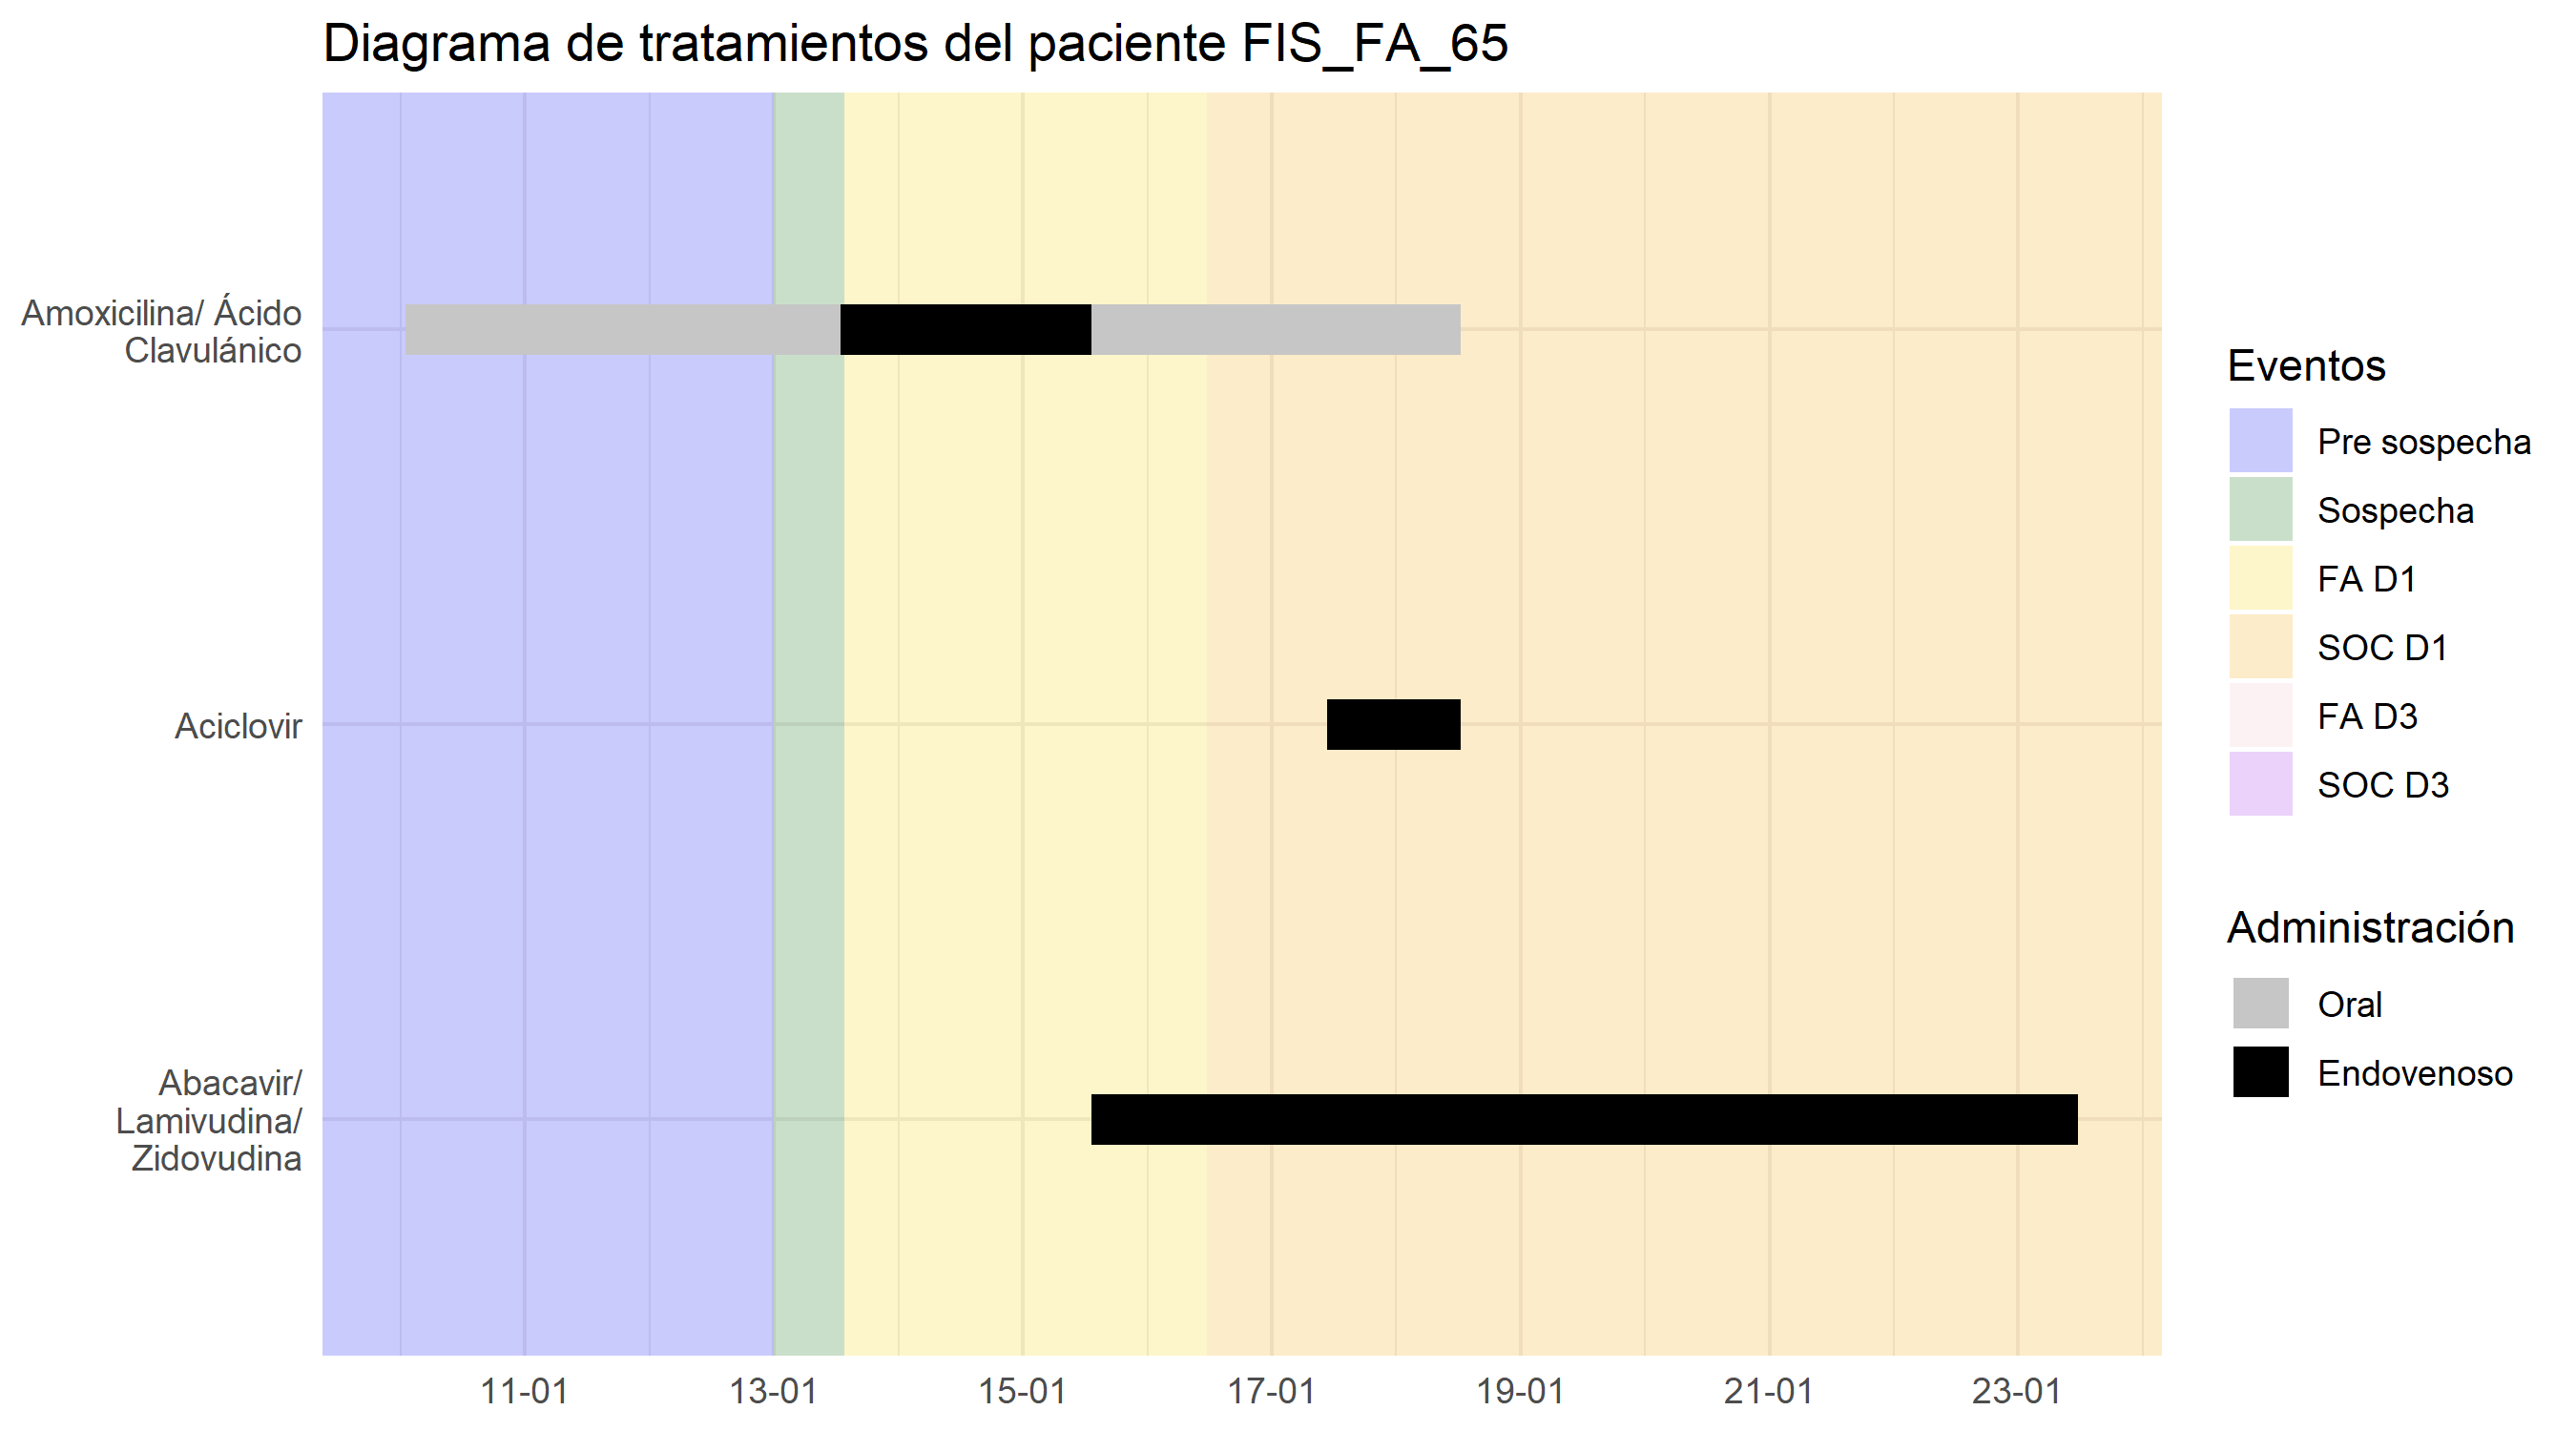 Diagrama de tratamientos del paciente FIS_FA_65
Amoxicilina/ Ácido
Clavulánico
Aciclovir
Abacavir/
Lamivudina/
Zidovudina
11-01
13-01
15-01
17-01
19-01
21-01
23-01
Eventos
Pre sospecha
Sospecha
FA D1
SOC D1
FA D3
SOC D3
Administración
Oral
Endovenoso